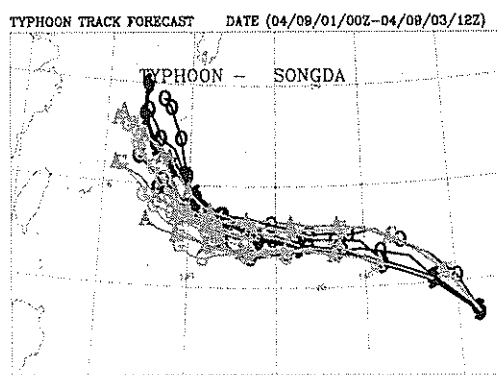 TYPHOON TRACK FORECAST DATE (04/09/01/00Z-04/09/03/12Z)
TYPHOON - SONGDA